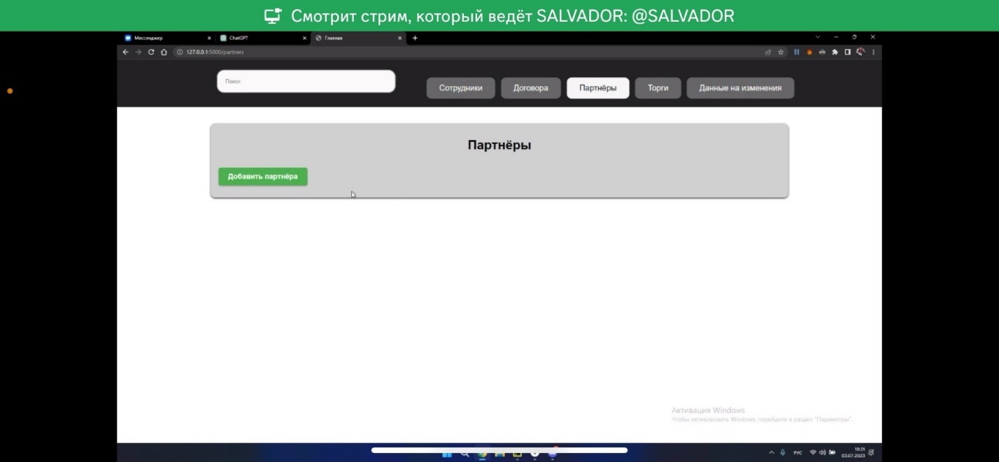 Смотрит стрим, который ведёт SALVADOR: @SALVADOR
Мессенджер
ChatGPT
Главная
127.0.0.1:5000/partners
Поиск.
Сотрудники
Договора
Партнёры
Торги
Данные на изменения
Партнёры
Добавить партнёра
Активация Windows
Чтобы активировать Windows, перейдите в раздел "Параметры".
РУС
19:21
03.07.2023